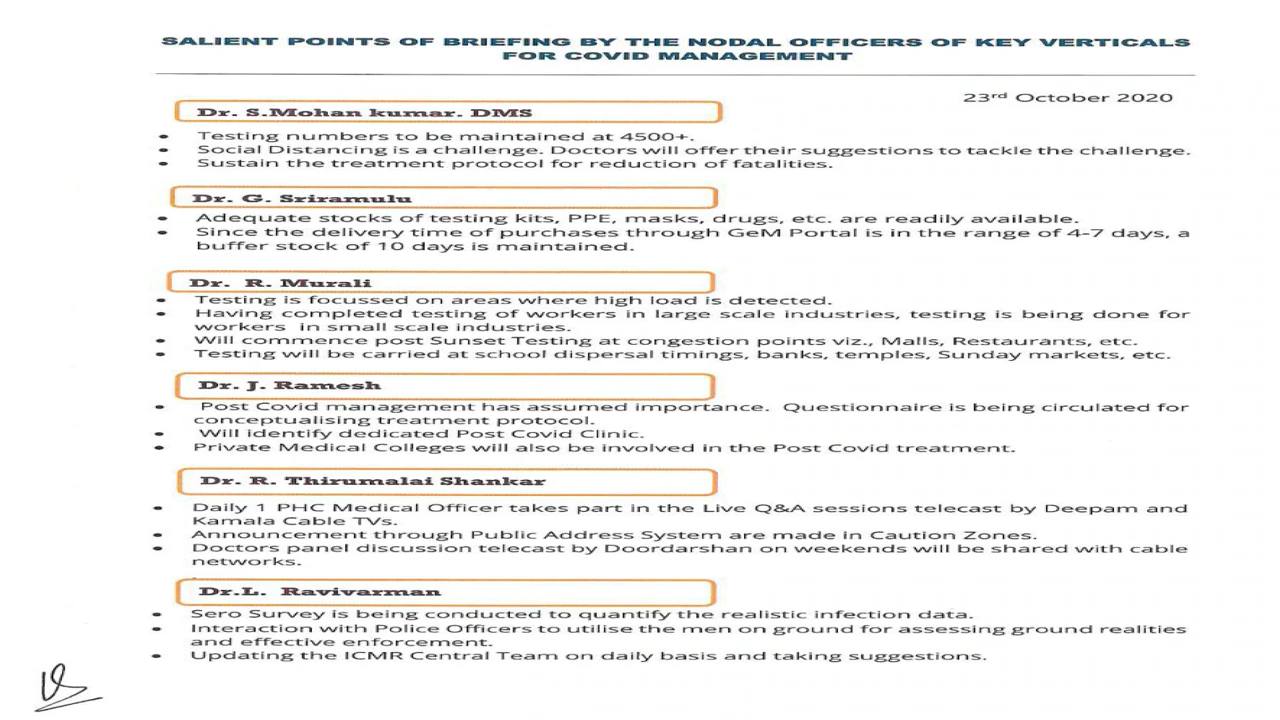 SALIENT POINTS OF BRIEFING BY THE NODAL OFFICERS OF KEY VERTICALS
FOR COVID MANAGEMENT
23rd October 2020
Dr. S.Mohan kumar. DMS
• Testing numbers to be maintained at 4500+.
• Social Distancing is a challenge. Doctors will offer their suggestions to tackle the challenge.
• Sustain the treatment protocol for reduction of fatalities.
Dr. G. Sriramulu
• Adequate stocks of testing kits, PPE, masks, drugs, etc. are readily available.
• Since the delivery time of purchases through GeM Portal is in the range of 4-7 days, a
buffer stock of 10 days is maintained.
Dr. R. Murali
• Testing is focussed on areas where high load is detected.
• Having completed testing of workers in large scale industries, testing is being done for
workers in small scale industries.
• Will commence post Sunset Testing at congestion points viz., Malls, Restaurants, etc.
• Testing will be carried at school dispersal timings, banks, temples, Sunday markets, etc.
Dr. J. Ramesh
• Post Covid management has assumed importance. Questionnaire is being circulated for
conceptualising treatment protocol.
• Will identify dedicated Post Covid Clinic.
• Private Medical Colleges will also be involved in the Post Covid treatment.
Dr. R. Thirumalai Shankar
• Daily 1 PHC Medical Officer takes part in the Live Q&A sessions telecast by Deepam and
Kamala Cable TVs.
• Announcement through Public Address System are made in Caution Zones.
• Doctors panel discussion telecast by Doordarshan on weekends will be shared with cable
networks.
Dr.L. Ravivarman
• Sero Survey is being conducted to quantify the realistic infection data.
• Interaction with Police Officers to utilise the men on ground for assessing ground realities
and effective enforcement.
• Updating the ICMR Central Team on daily basis and taking suggestions.